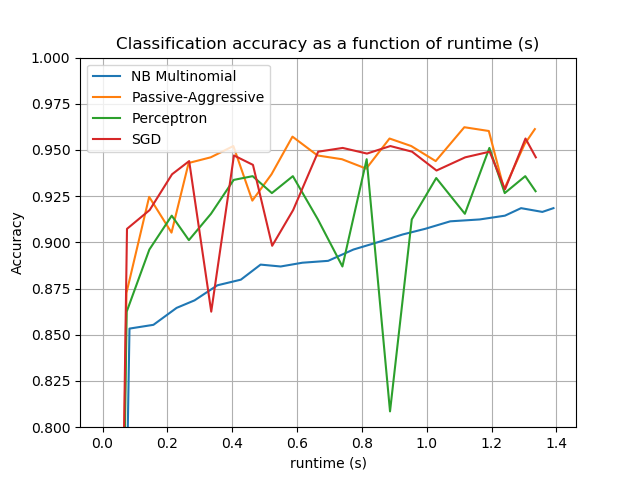 Classification accuracy as a function of runtime (s)
NB Multinomial
Passive-Aggressive
Perceptron
SGD
1.000
0.975
0.950
0.925
0.900
0.875
0.850
0.825
0.800
Accuracy
0.0 0.2 0.4 0.6 0.8 1.0 1.2 1.4
runtime (s)